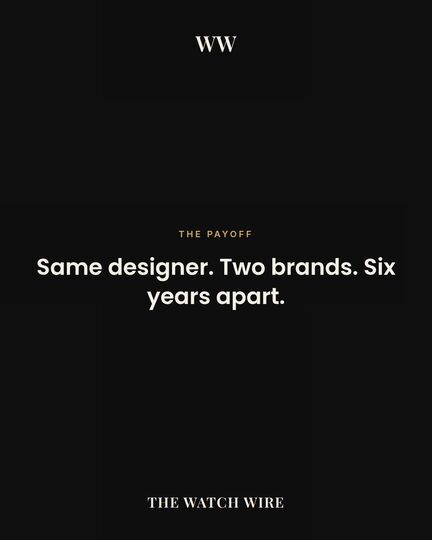 WW
THE PAYOFF
Same designer. Two brands. Six
years apart.
THE WATCH WIRE